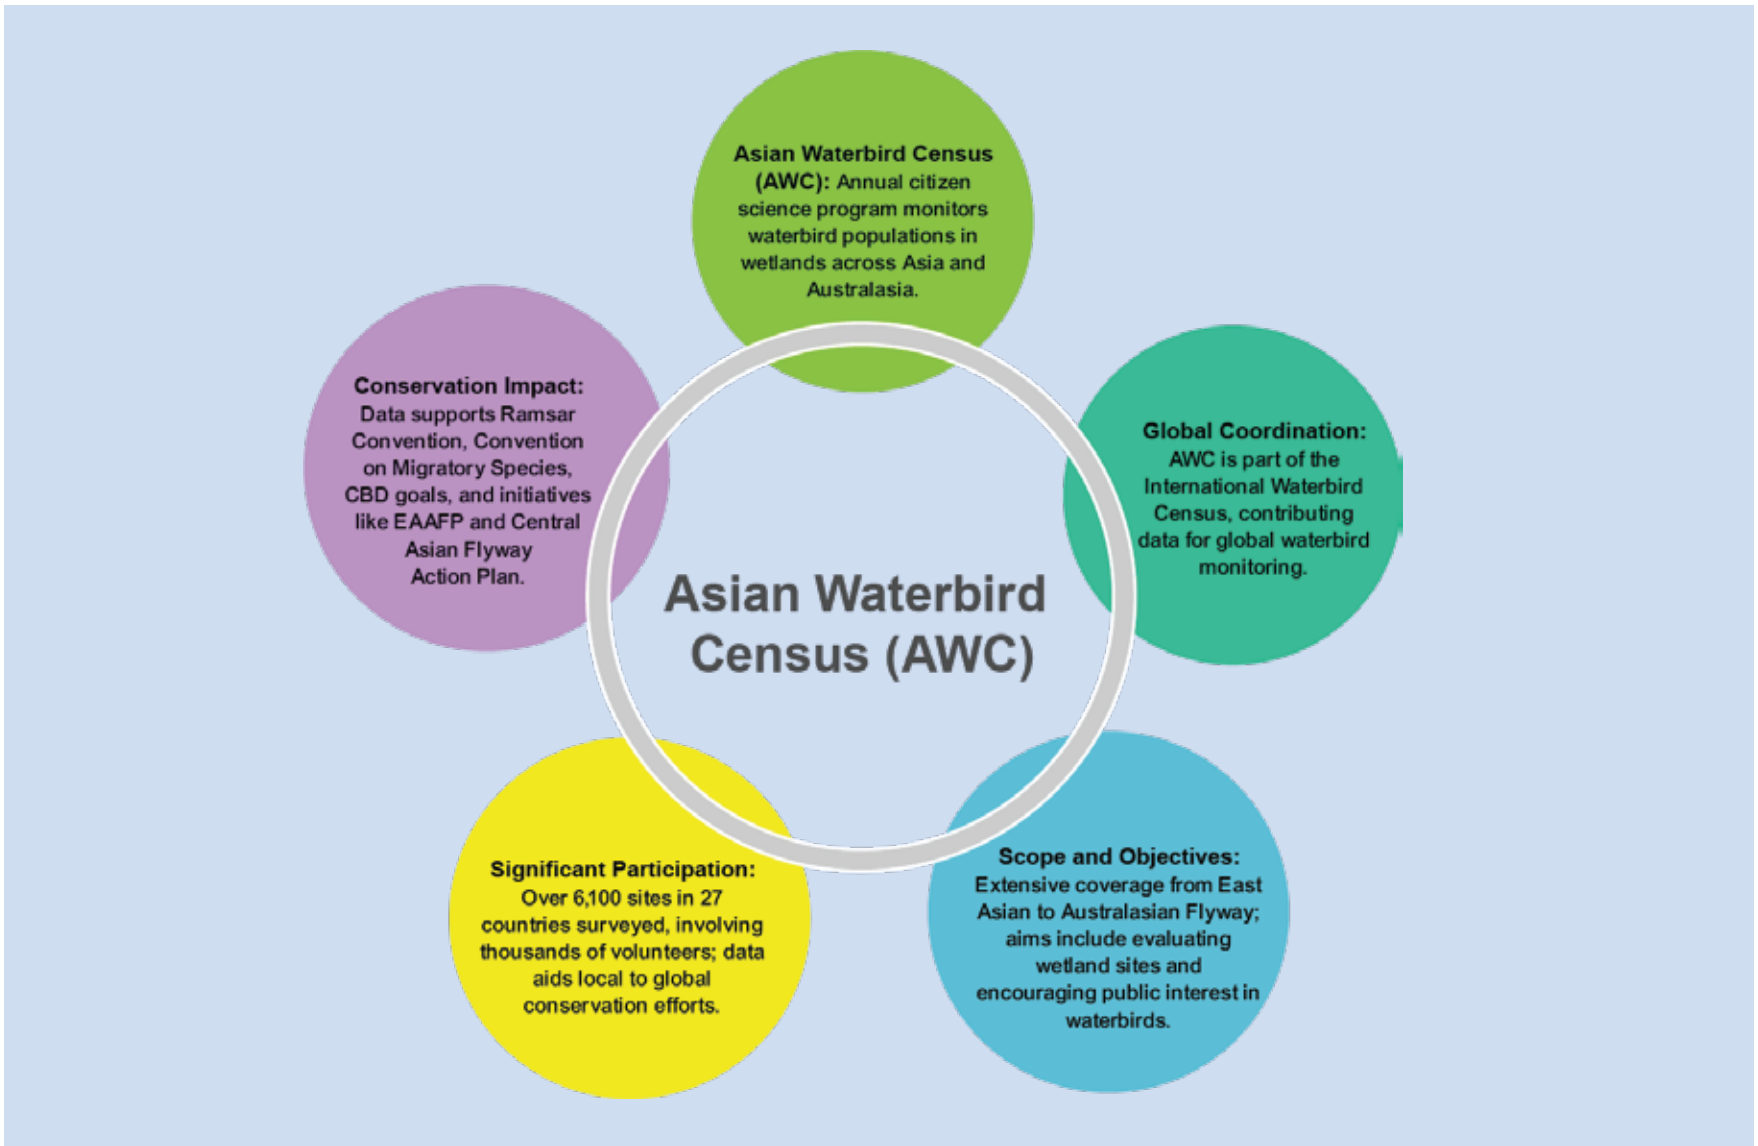 Asian Waterbird Census
(AWC): Annual citizen
science program monitors
waterbird populations in
wetlands across Asia and
Australasia.
Conservation Impact:
Data supports Ramsar
Convention, Convention
on Migratory Species,
CBD goals, and initiatives
like EAAFP and Central
Asian Flyway
Action Plan.
Global Coordination:
AWC is part of the
International Waterbird
Census, contributing
data for global waterbird
monitoring.
Asian Waterbird
Census (AWC)
Significant Participation:
Over 6,100 sites in 27
countries surveyed, involving
thousands of volunteers; data
aids local to global
conservation efforts.
Scope and Objectives:
Extensive coverage from East
Asian to Australasian Flyway;
aims include evaluating
wetland sites and
encouraging public interest in
waterbirds.